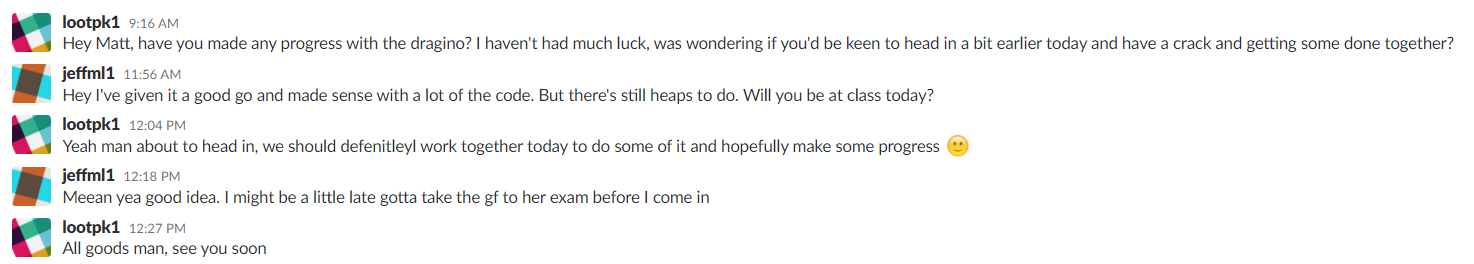 lootpk1 9:16 AM
Hey Matt, have you made any progress with the dragino? I haven't had much luck, was wondering if you'd be keen to head in a bit earlier today and have a crack and getting some done together?
jeffml1 11:56 AM
Hey I've given it a good go and made sense with a lot of the code. But there's still heaps to do. Will you be at class today?
lootpk1 12:04 PM
Yeah man about to head in, we should defenitleyl work together today to do some of it and hopefully make some progress 🙂
jeffml1 12:18 PM
Meean yea good idea. I might be a little late gotta take the gf to her exam before I come in
lootpk1 12:27 PM
All goods man, see you soon